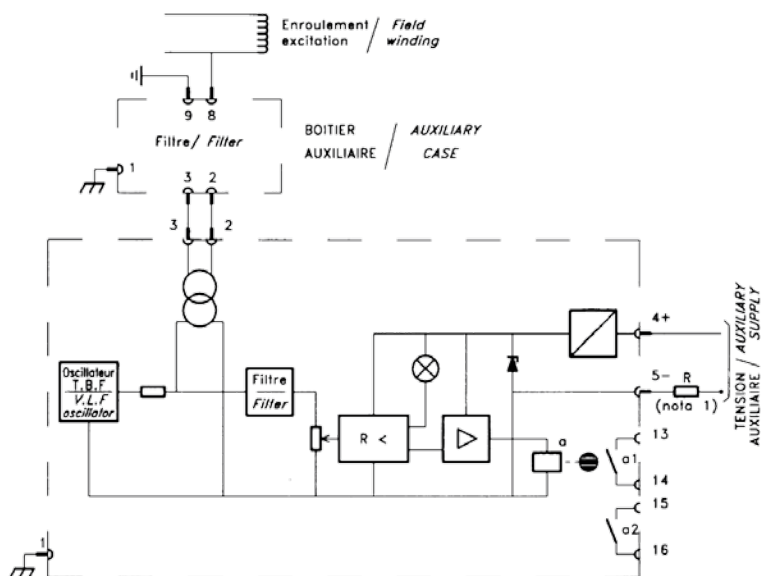 Enroulement / Field
excitation / winding
9 8
Filtre/ Filter
BOITIER / AUXILIARY
AUXILIAIRE / CASE
1
3 2
3 2
4+
TENSION / AUXILIARY
AUXILIAIRE / SUPPLY
Oscillateur
T.B.F
V.L.F
oscillator
Filtre
Filter
5- R
(nota 1)
R <
a
13
a1
14
15
a2
16
1